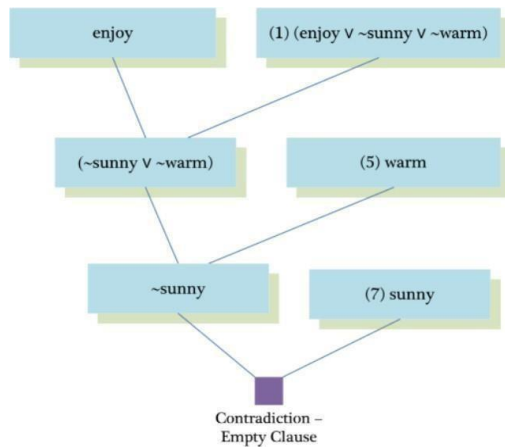 enjoy
(1) (enjoy ∨ ~sunny ∨ ~warm)
(~sunny ∨ ~warm)
(5) warm
~sunny
(7) sunny
Contradiction –
Empty Clause